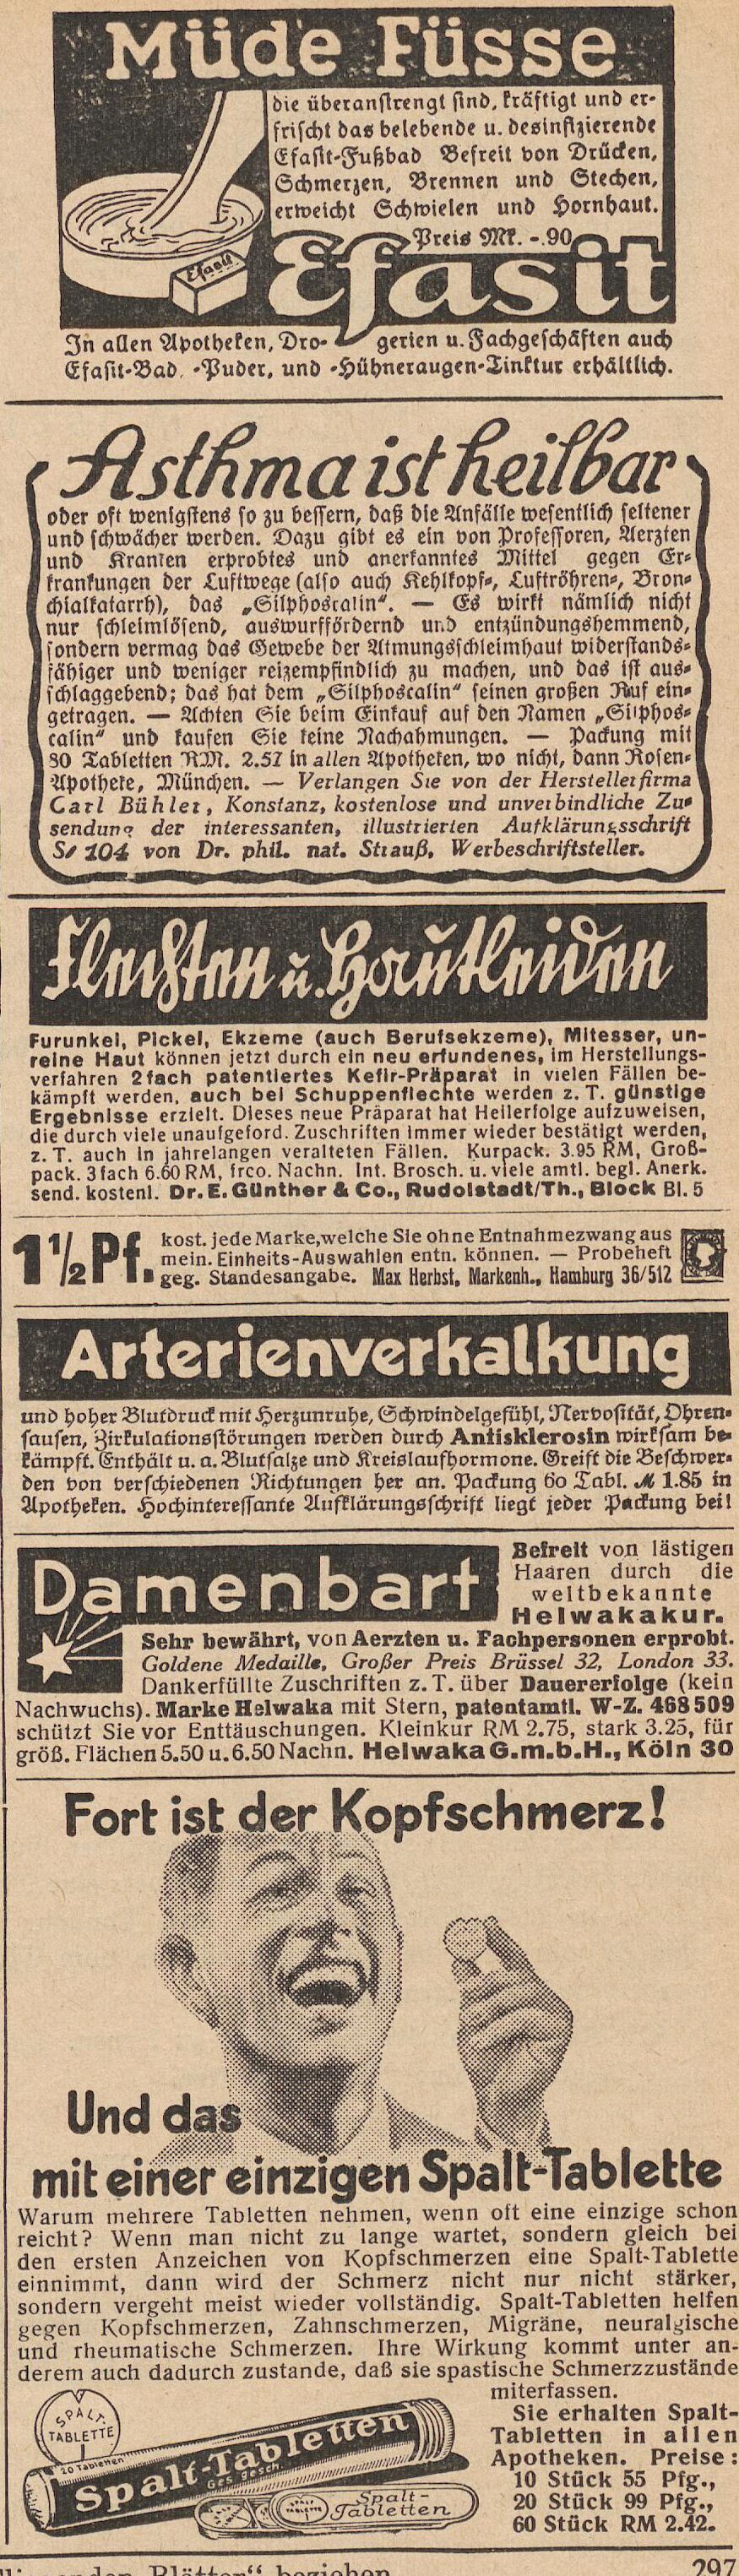 Müde Füsse
die überanstrengt sind, kräftigt und er-
frischt das belebende u. desinfizierende
Efasit-Fußbad Befreit von Drücken,
Schmerzen, Brennen und Stechen,
erweicht Schwielen und Hornhaut.
Preis Mk. -.90
Efasit
Efasit
In allen Apotheken, Dro- gerien u. Fachgeschäften auch
Efasit-Bad, -Puder, und -Hühneraugen-Tinktur erhältlich.
Asthma ist heilbar
oder oft wenigstens so zu bessern, daß die Anfälle wesentlich seltener
und schwächer werden. Dazu gibt es ein von Professoren, Aerzten
und Kranken erprobtes und anerkanntes Mittel gegen Er-
krankungen der Luftwege (also auch Kehlkopf-, Luftröhren-, Bron-
chialkatarrh), das „Silphoscalin“. — Es wirkt nämlich nicht
nur schleimlösend, auswurffördernd und entzündungshemmend,
sondern vermag das Gewebe der Atmungsschleimhaut widerstands-
fähiger und weniger reizempfindlich zu machen, und das ist aus-
schlaggebend; das hat dem „Silphoscalin“ seinen großen Ruf ein-
getragen. — Achten Sie beim Einkauf auf den Namen „Silphos-
calin“ und kaufen Sie keine Nachahmungen. — Packung mit
80 Tabletten RM. 2.57 in allen Apotheken, wo nicht, dann Rosen-
Apotheke, München. — Verlangen Sie von der Herstellerfirma
Carl Bühler, Konstanz, kostenlose und unverbindliche Zu-
sendung der interessanten, illustrierten Aufklärungsschrift
S/ 104 von Dr. phil. nat. Strauß, Werbeschriftsteller.
Flechten u. Hautleiden
Furunkel, Pickel, Ekzeme (auch Berufsekzeme), Mitesser, un-
reine Haut können jetzt durch ein neu erfundenes, im Herstellungs-
verfahren 2fach patentiertes Kefir-Präparat in vielen Fällen be-
kämpft werden, auch bei Schuppenflechte werden z. T. günstige
Ergebnisse erzielt. Dieses neue Präparat hat Heilerfolge aufzuweisen,
die durch viele unaufgeford. Zuschriften immer wieder bestätigt werden,
z. T. auch in jahrelangen veralteten Fällen. Kurpack. 3.95 RM, Groß-
pack. 3fach 6.60 RM, frco. Nachn. Int. Brosch. u. viele amtl. begl. Anerk.
send. kostenl. Dr. E. Günther & Co., Rudolstadt/Th., Block Bl. 5
1½ Pf. kost. jede Marke, welche Sie ohne Entnahmezwang aus
mein. Einheits-Auswahlen entn. können. — Probeheft
geg. Standesangabe. Max Herbst, Markenh., Hamburg 36/512
Arterienverkalkung
und hoher Blutdruck mit Herzunruhe, Schwindelgefühl, Nervosität, Ohren-
sausen, Zirkulationsstörungen werden durch Antisklerosin wirksam be-
kämpft. Enthält u. a. Blutsalze und Kreislaufhormone. Greift die Beschwer-
den von verschiedenen Richtungen her an. Packung 60 Tabl. ℳ 1.85 in
Apotheken. Hochinteressante Aufklärungsschrift liegt jeder Packung bei!
Damenbart
Befreit von lästigen
Haaren durch die
weltbekannte
Helwakakur.
Sehr bewährt, von Aerzten u. Fachpersonen erprobt.
Goldene Medaille, Großer Preis Brüssel 32, London 33.
Dankerfüllte Zuschriften z. T. über Dauererfolge (kein
Nachwuchs). Marke Helwaka mit Stern, patentamtl. W-Z. 468 509
schützt Sie vor Enttäuschungen. Kleinkur RM 2.75, stark 3.25, für
größ. Flächen 5.50 u. 6.50 Nachn. Helwaka G.m.b.H., Köln 30
Fort ist der Kopfschmerz!
Und das
mit einer einzigen Spalt-Tablette
Warum mehrere Tabletten nehmen, wenn oft eine einzige schon
reicht? Wenn man nicht zu lange wartet, sondern gleich bei
den ersten Anzeichen von Kopfschmerzen eine Spalt-Tablette
einnimmt, dann wird der Schmerz nicht nur nicht stärker,
sondern vergeht meist wieder vollständig. Spalt-Tabletten helfen
gegen Kopfschmerzen, Zahnschmerzen, Migräne, neuralgische
und rheumatische Schmerzen. Ihre Wirkung kommt unter an-
derem auch dadurch zustande, daß sie spastische Schmerzzustände
miterfassen.
Sie erhalten Spalt-
Tabletten in allen
Apotheken. Preise:
10 Stück 55 Pfg.,
20 Stück 99 Pfg.,
60 Stück RM 2.42.
SPALT-
TABLETTE
20 Tabletten
Spalt-Tabletten
Ges. gesch.
Spalt-
Tabletten
Blätter“ beziehen
297